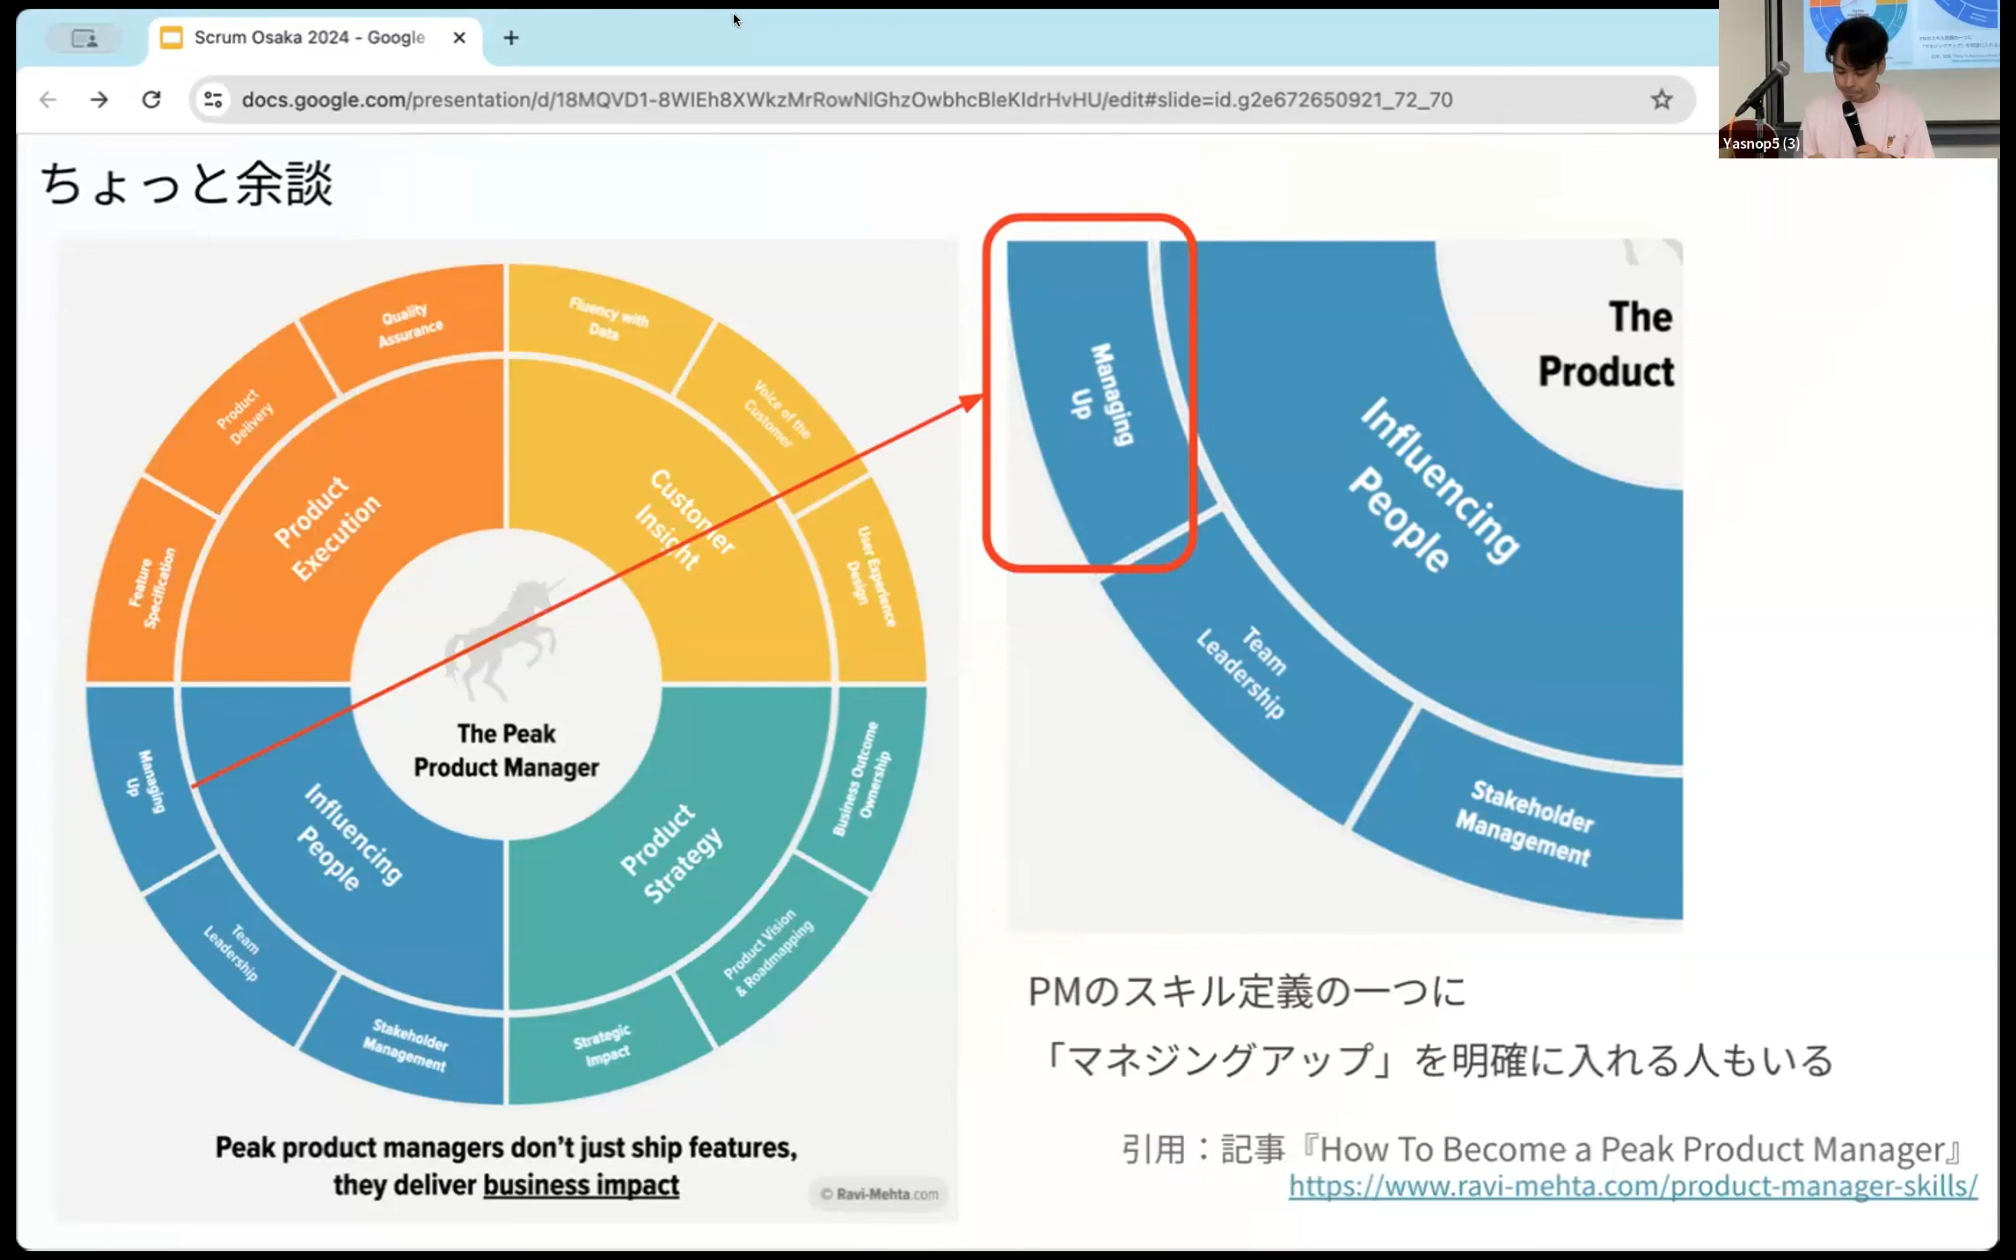 Scrum Osaka 2024 - Google
docs.google.com/presentation/d/18MQVD1-8WIEh8XWkzMrRowNlGhzOwbhcBleKIdrHvHU/edit#slide=id.g2e672650921_72_70
Yasnop5 (3)
ちょっと余談
Quality
Assurance
Fluency with
Data
Product
Delivery
Voice of the
Customer
Feature
Specification
User Experience
Design
Product
Execution
Customer
Insight
The Peak
Product Manager
Managing
Up
Business Outcome
Ownership
Influencing
People
Product
Strategy
Team
Leadership
Product Vision
& Roadmapping
Stakeholder
Management
Strategic
Impact
Peak product managers don't just ship features,
they deliver business impact
© Ravi-Mehta.com
The
Product
Managing
Up
Influencing
People
Team
Leadership
Stakeholder
Management
PMのスキル定義の一つに
「マネジングアップ」を明確に入れる人もいる
引用：記事『How To Become a Peak Product Manager』
https://www.ravi-mehta.com/product-manager-skills/